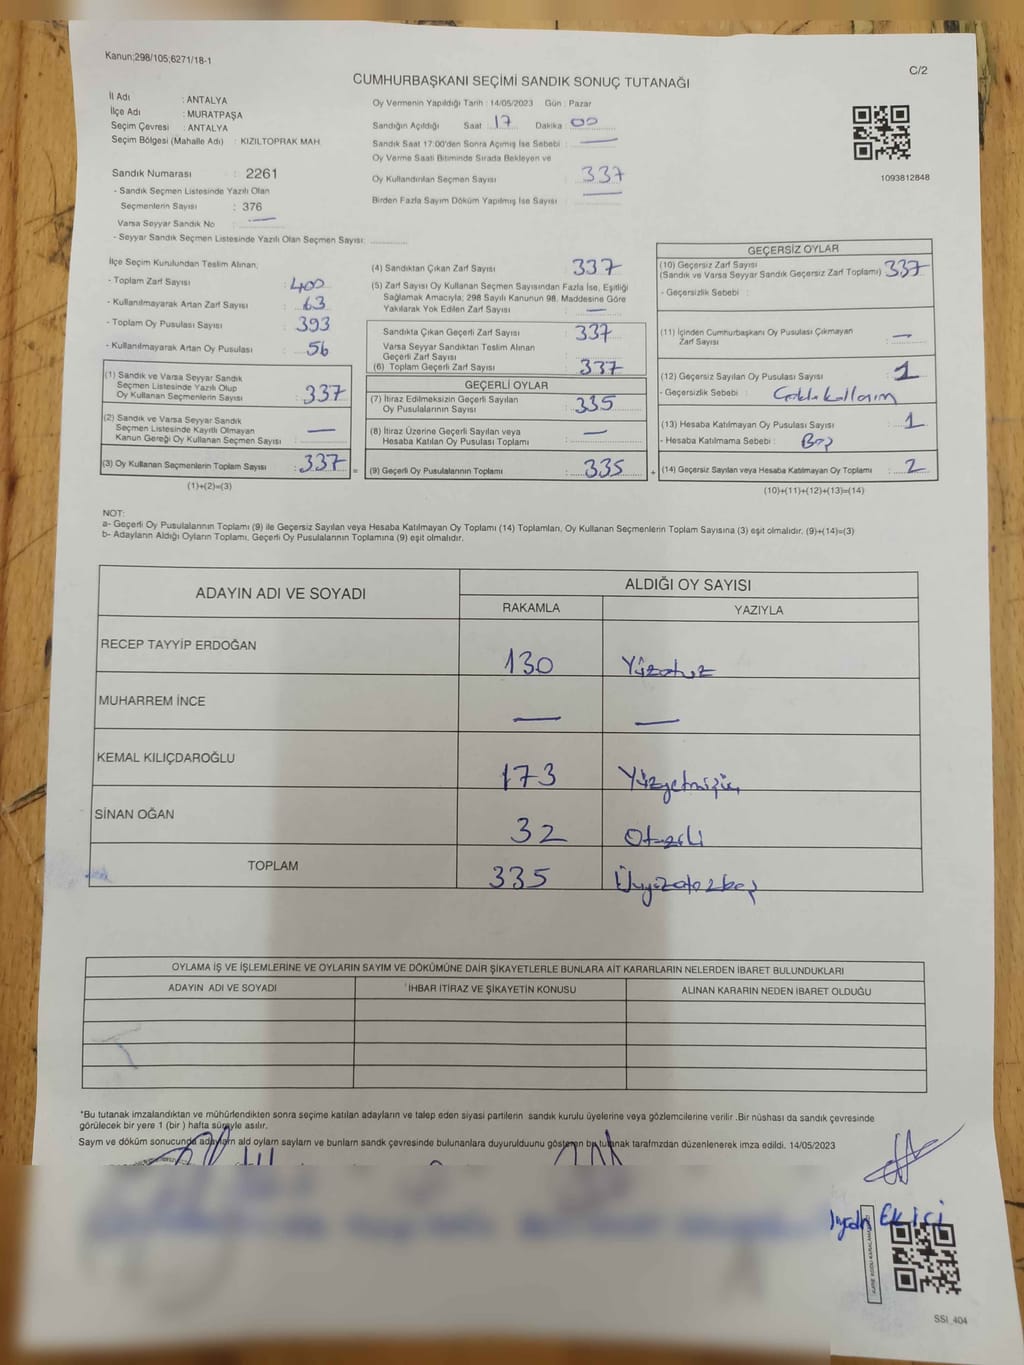 Kanun;298/105;6271/18-1
C/2
CUMHURBAŞKANI SEÇİMİ SANDIK SONUÇ TUTANAĞI
İl Adı : ANTALYA
İlçe Adı : MURATPAŞA
Seçim Çevresi : ANTALYA
Seçim Bölgesi (Mahalle Adı) : KIZILTOPRAK MAH
Sandık Numarası : 2261
- Sandık Seçmen Listesinde Yazılı Olan
Seçmenlerin Sayısı : 376
Varsa Seyyar Sandık No : —
- Seyyar Sandık Seçmen Listesinde Yazılı Olan Seçmen Sayısı: ............
Oy Vermenin Yapıldığı Tarih : 14/05/2023 Gün : Pazar
Sandığın Açıldığı Saat : 17 Dakika 00
Sandık Saat 17:00'den Sonra Açımış İse Sebebi : —
Oy Verme Saati Bitiminde Sırada Bekleyen ve
Oy Kullandırılan Seçmen Sayısı : 337
Birden Fazla Sayım Döküm Yapılmış İse Sayısı : —
1093812848
İlçe Seçim Kurulundan Teslim Alınan;
- Toplam Zarf Sayısı : 400
- Kullanılmayarak Artan Zarf Sayısı : 63
- Toplam Oy Pusulası Sayısı : 393
- Kullanılmayarak Artan Oy Pusulası : 56
(1) Sandık ve Varsa Seyyar Sandık
Seçmen Listesinde Yazılı Olup
Oy Kullanan Seçmenlerin Sayısı : 337
(2) Sandık ve Varsa Seyyar Sandık
Seçmen Listesinde Kayıtlı Olmayan
Kanun Gereği Oy Kullanan Seçmen Sayısı : —
(3) Oy Kullanan Seçmenlerin Toplam Sayısı : 337 =
(1)+(2)=(3)
(4) Sandıktan Çıkan Zarf Sayısı : 337
(5) Zarf Sayısı Oy Kullanan Seçmen Sayısından Fazla İse, Eşitliği
Sağlamak Amacıyla; 298 Sayılı Kanunun 98. Maddesine Göre
Yakılarak Yok Edilen Zarf Sayısı : —
Sandıkta Çıkan Geçerli Zarf Sayısı : 337
Varsa Seyyar Sandıktan Teslim Alınan
Geçerli Zarf Sayısı :
(6) Toplam Geçerli Zarf Sayısı : 337
GEÇERLİ OYLAR
(7) İtiraz Edilmeksizin Geçerli Sayılan
Oy Pusulalarının Sayısı : 335
(8) İtiraz Üzerine Geçerli Sayılan veya
Hesaba Katılan Oy Pusulası Toplamı : —
(9) Geçerli Oy Pusulalarının Toplamı : 335 +
GEÇERSİZ OYLAR
(10) Geçersiz Zarf Sayısı
(Sandık ve Varsa Seyyar Sandık Geçersiz Zarf Toplamı) : 337
- Geçersizlik Sebebi :
(11) İçinden Cumhurbaşkanı Oy Pusulası Çıkmayan
Zarf Sayısı : —
(12) Geçersiz Sayılan Oy Pusulası Sayısı : 1
- Geçersizlik Sebebi :
(13) Hesaba Katılmayan Oy Pusulası Sayısı : 1
- Hesaba Katılmama Sebebi : Boş
(14) Geçersiz Sayılan veya Hesaba Katılmayan Oy Toplamı : 2
(10)+(11)+(12)+(13)=(14)
NOT:
a- Geçerli Oy Pusulalarının Toplamı (9) ile Geçersiz Sayılan veya Hesaba Katılmayan Oy Toplamı (14) Toplamları, Oy Kullanan Seçmenlerin Toplam Sayısına (3) eşit olmalıdır. (9)+(14)=(3)
b- Adayların Aldığı Oyların Toplamı, Geçerli Oy Pusulalarının Toplamına (9) eşit olmalıdır.
ADAYIN ADI VE SOYADI
ALDIĞI OY SAYISI
RAKAMLA YAZIYLA
RECEP TAYYİP ERDOĞAN 130 Yüzotuz
MUHARREM İNCE — —
KEMAL KILIÇDAROĞLU 173 Yüzyetmişüç
SİNAN OĞAN 32 Otuziki
TOPLAM 335 Üçyüzotuzbeş
OYLAMA İŞ VE İŞLEMLERİNE VE OYLARIN SAYIM VE DÖKÜMÜNE DAİR ŞİKAYETLERLE BUNLARA AİT KARARLARIN NELERDEN İBARET BULUNDUKLARI
ADAYIN ADI VE SOYADI İHBAR İTİRAZ VE ŞİKAYETİN KONUSU ALINAN KARARIN NEDEN İBARET OLDUĞU
*Bu tutanak imzalandıktan ve mühürlendikten sonra seçime katılan adayların ve talep eden siyasi partilerin sandık kurulu üyelerine veya gözlemcilerine verilir .Bir nüshası da sandık çevresinde
görülecek bir yere 1 (bir ) hafta süreyle asılır.
Sayım ve döküm sonucunda adayların ald oyların sayları ve bunların sandk çevresinde bulunanlara duyurulduunu gösteren bu tutanak tarafmzdan düzenlenerek imza edildi. 14/05/2023
Ekici
SSI_404